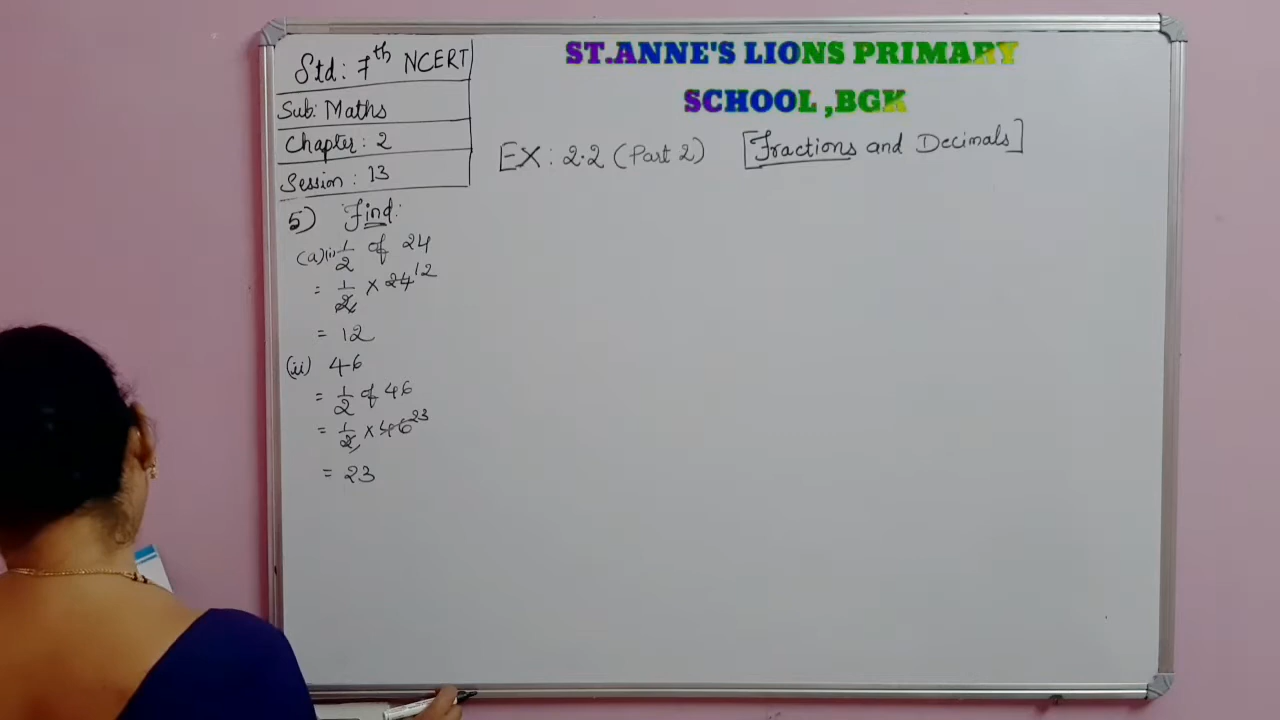 Std: 7th NCERT
Sub: Maths
Chapter: 2
Session: 13
ST.ANNE'S LIONS PRIMARY
SCHOOL ,BGK
EX: 2.2 (Part 2) [Fractions and Decimals]
5) Find:
(a)(i) 1/2 of 24
= 1/2 × 24 12
= 12
(ii) 46
= 1/2 of 46
= 1/2 × 46 23
= 23